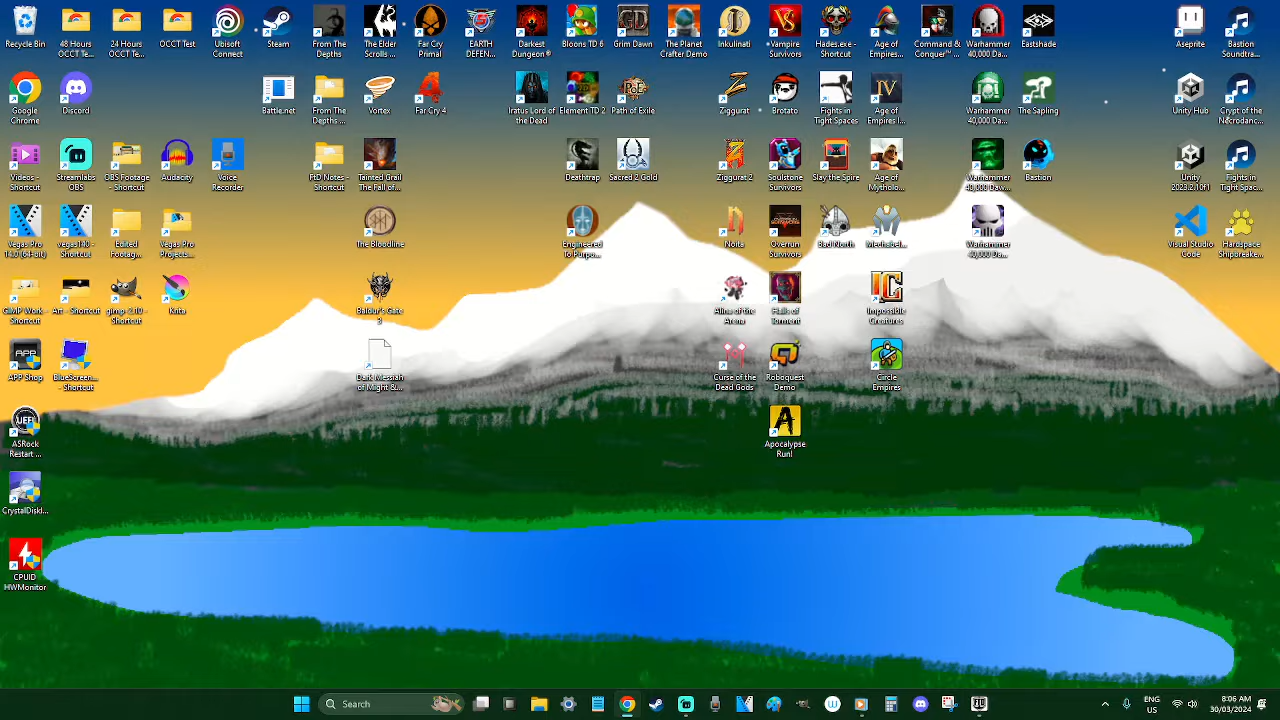 Recycle Bin
48 Hours
OCCT Te...
24 Hours
OCCT Te...
OCCT Test
Ubisoft
Connect
Steam
From The
Depths
The Elder
Scrolls ...
Far Cry
Primal
EARTH
DEFEN...
Darkest
Dungeon®
Bloons TD 6
Grim Dawn
The Planet
Crafter Demo
Inkulinati
Vampire
Survivors
Hades.exe -
Shortcut
Age of
Empires...
Command &
Conquer™ ...
Warhammer
40,000 Da...
Eastshade
Aseprite
Bastion
Soundtra...
Google
Chrome
Discord
Battle.net
From The
Depths ...
Vortex
Far Cry 4
Iratus Lord of
the Dead
Element TD 2
Path of Exile
Ziggurat
Brotato
Fights in
Tight Spaces
Age of
Empires I...
Warhammer
40,000 Da...
The Sapling
Unity Hub
Crypt of the
N&crodanc...
Videos -
Shortcut
Streamlabs
OBS
OBS Footage
- Shortcut
Audacity
Voice
Recorder
FtD Notes -
Shortcut
Tainted Grail
The Fall of...
Deathtrap
Sacred 2 Gold
Ziggurat 2
Soulstone
Survivors
Slay the Spire
Age of
Mytholo...
Warhammer
40,000 Daw...
Bastion
Unity
2023.2.10f1
Fights in
Tight Spac...
Vegas Pro
14.0 (64-bit)
- Shortcut
Edited
Footag...
Vegas Pro
Projects...
The Bloodline
Engineered
To Purpo...
Noita
Overrun
Survivors
Bad North
Mechabel...
Warhammer
40,000 Da...
Visual Studio
Code
Hardspace
Shipbreake...
GIMP Work -
Shortcut
Art - Shortcut
gimp-2.10 -
Shortcut
Krita
Baldur's Gate
3
Alina of the
Arena
Halls of
Torment
Impossible
Creatures
APP Shop
BlueScreen...
- Shortcut
Dark Messiah
of Might &...
Curse of the
Dead Gods
Roboquest
Demo
Circle
Empires
ASRock
Restart ...
Apocalypse
Run!
CrystalDiskI...
CPUID
HWMonitor
Search
ENG
US
8:06 AM
30/03/2024